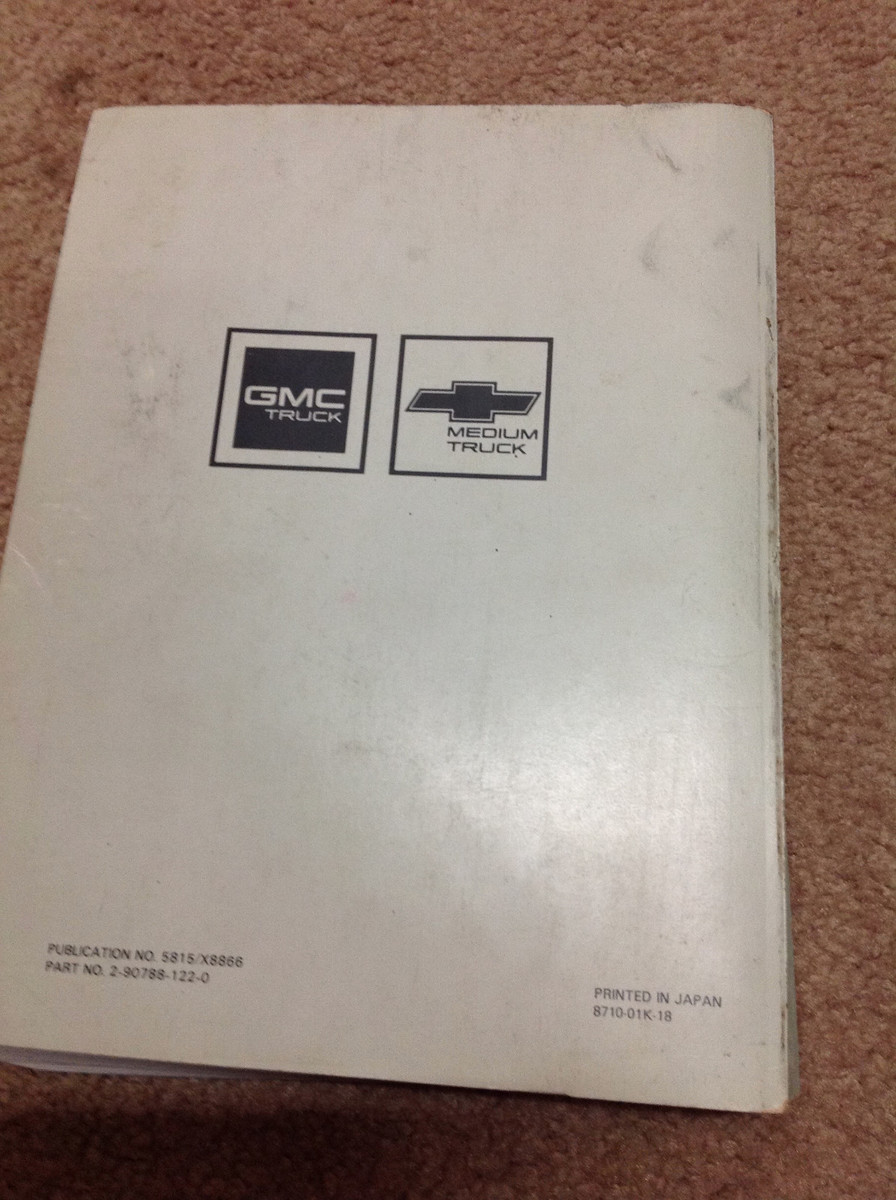 GMC
TRUCK
MEDIUM
TRUCK
PUBLICATION NO. 5815/X8866
PART NO. 2-90788-122-0
PRINTED IN JAPAN
8710-01K-18